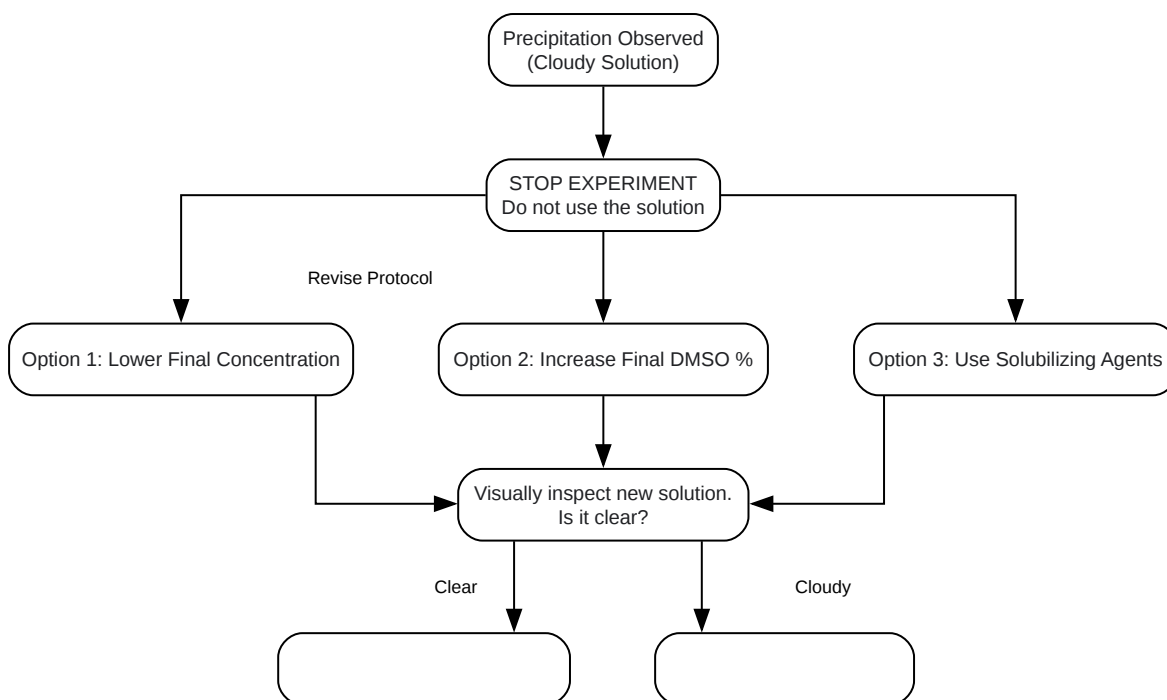 Precipitation Observed
(Cloudy Solution)
STOP EXPERIMENT
Do not use the solution
Revise Protocol
Option 1: Lower Final Concentration
Option 2: Increase Final DMSO %
Option 3: Use Solubilizing Agents
Visually inspect new solution.
Is it clear?
Clear
Cloudy